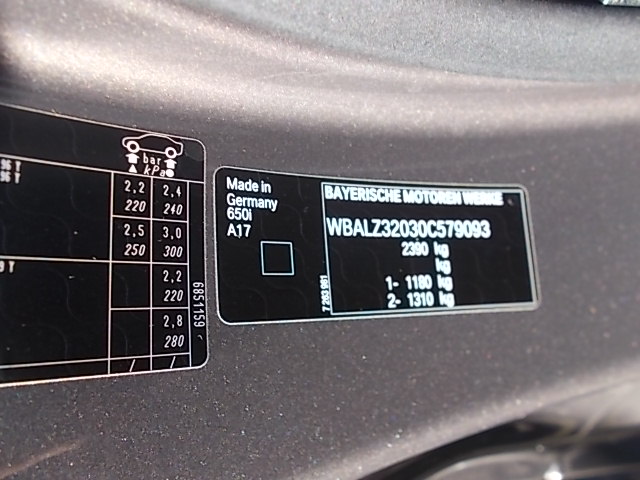 bar
kPa
96 Y
96 Y
2,2 2,4
220 240
2,5 3,0
250 300
2,2
220
2,8
280
/ /
6851159
Made in
Germany
650i
A17
BAYERISCHE MOTOREN WERKE
WBALZ32030C579093
2390 kg
kg
1- 1180 kg
2- 1310 kg